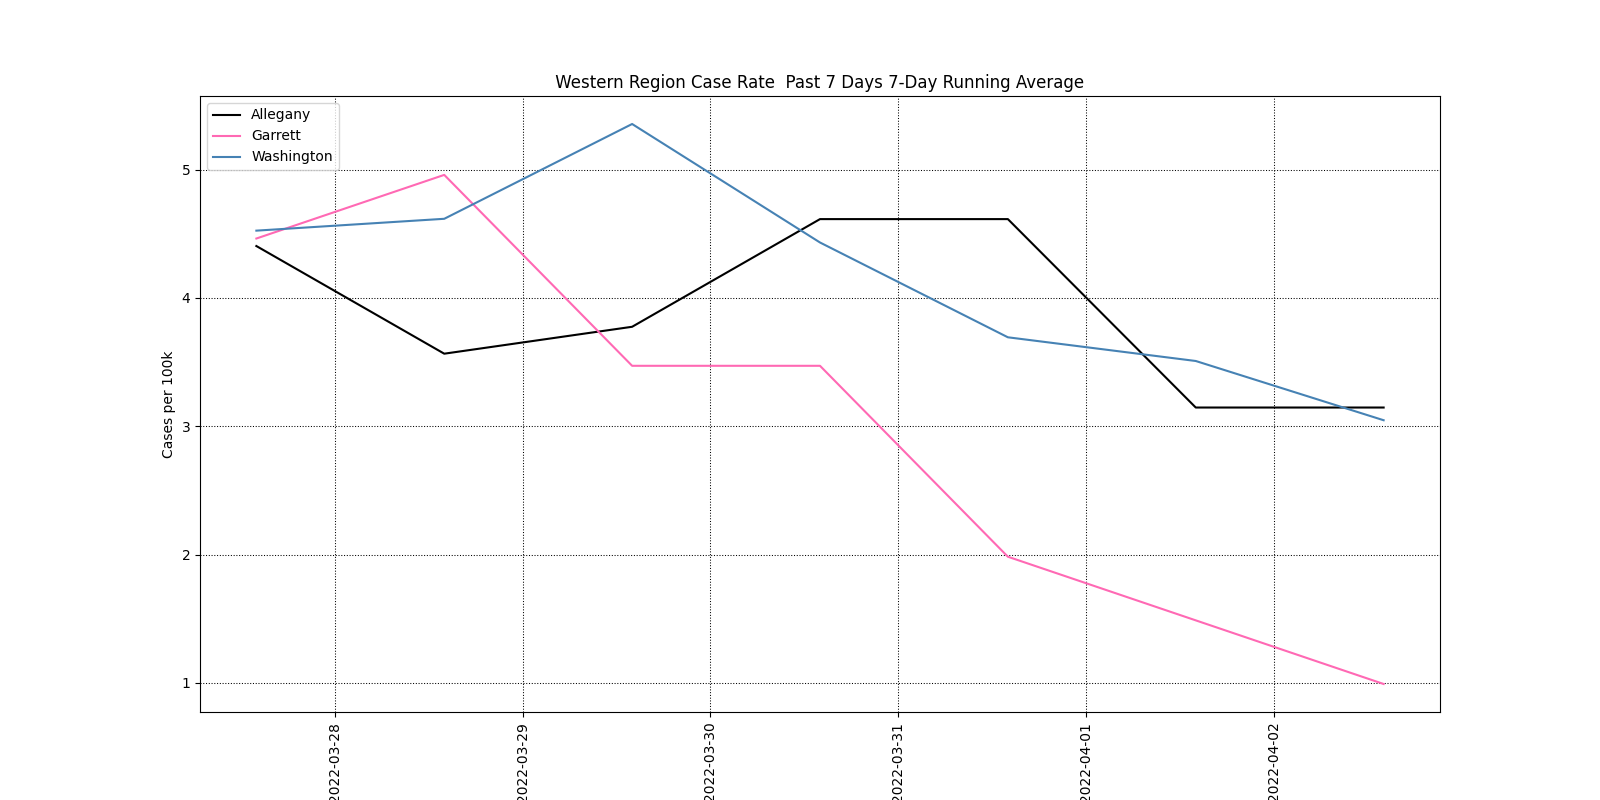 Western Region Case Rate  Past 7 Days 7-Day Running Average
Allegany
Garrett
Washington
Cases per 100k
5
4
3
2
1
2022-03-28
2022-03-29
2022-03-30
2022-03-31
2022-04-01
2022-04-02